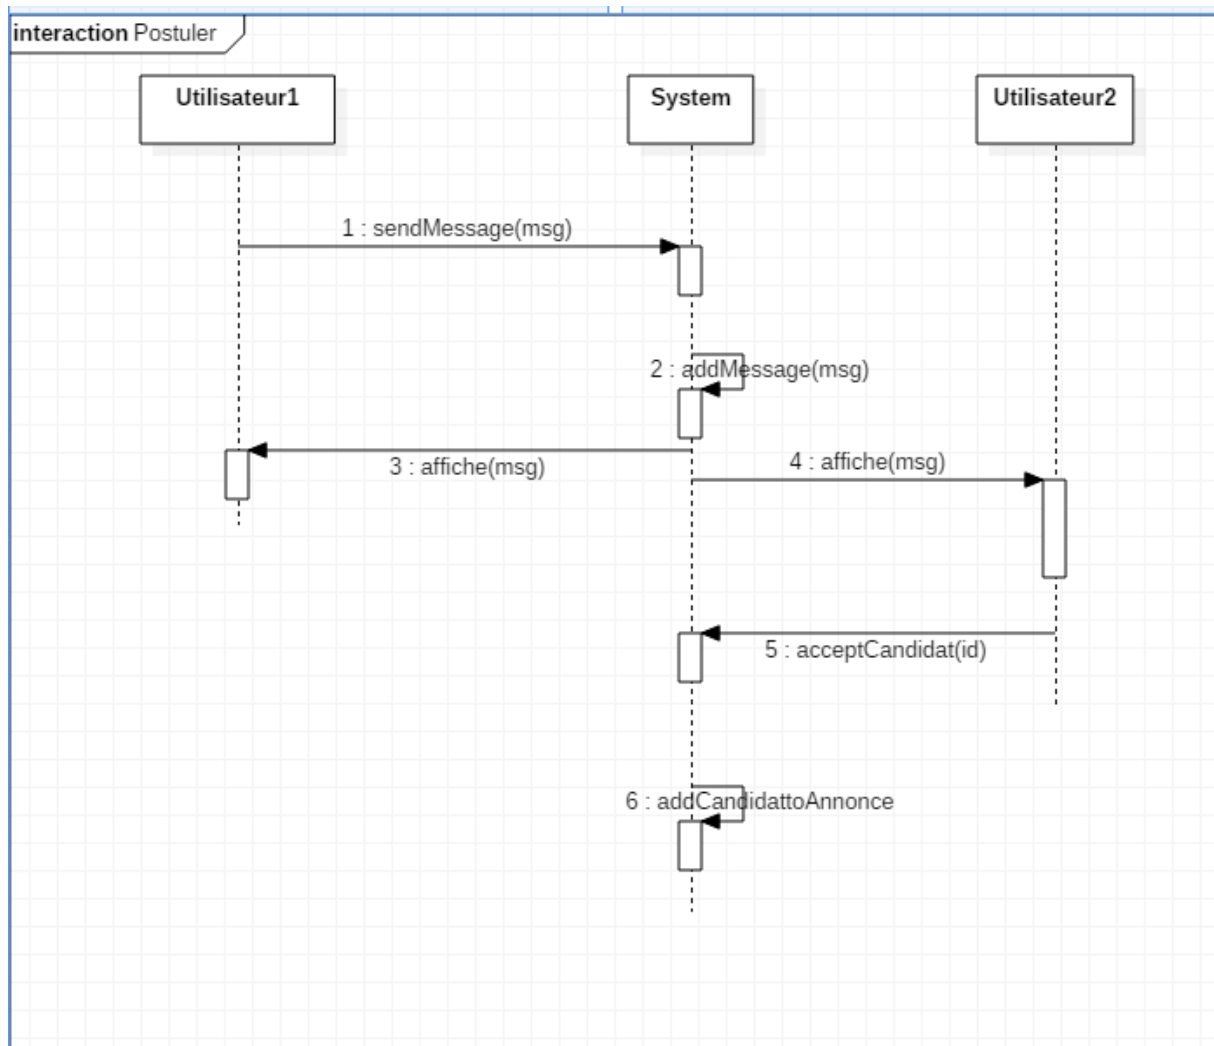 interaction Postuler
Utilisateur1
System
Utilisateur2
1 : sendMessage(msg)
2 : addMessage(msg)
3 : affiche(msg)
4 : affiche(msg)
5 : acceptCandidat(id)
6 : addCandidattoAnnonce